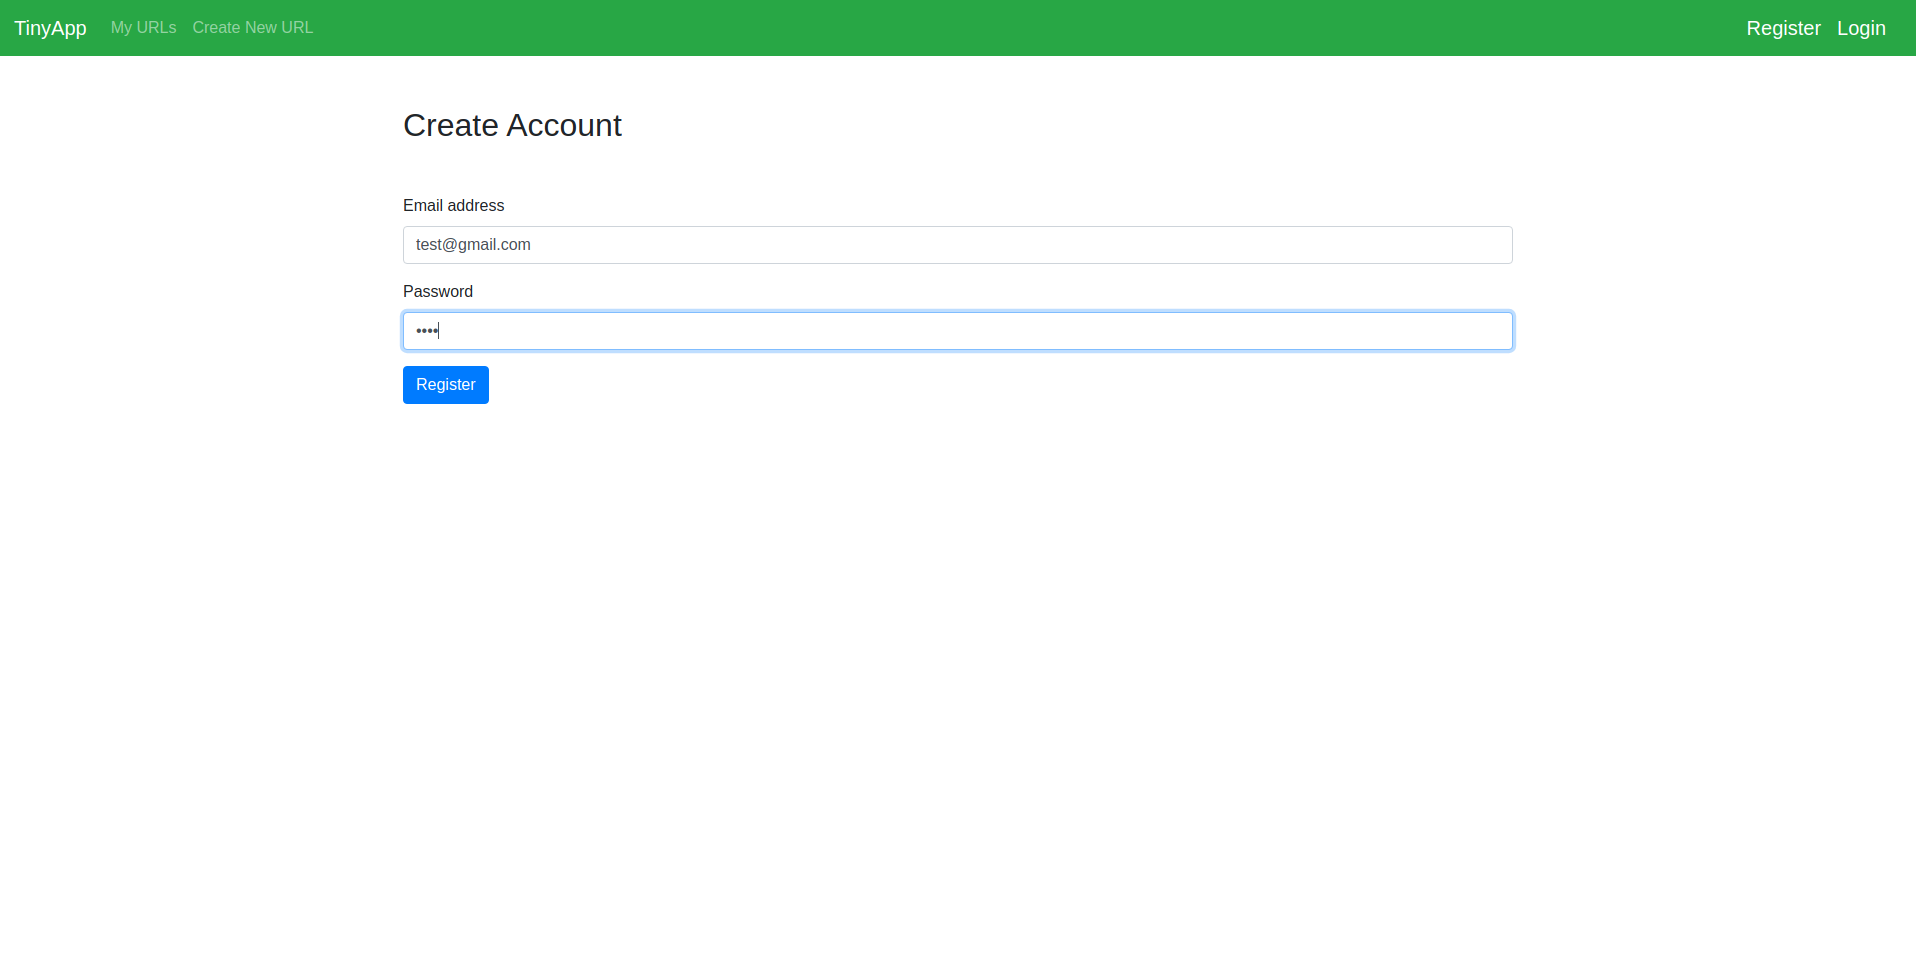 TinyApp My URLs Create New URL Register Login
Create Account
Email address
test@gmail.com
Password
••••
Register